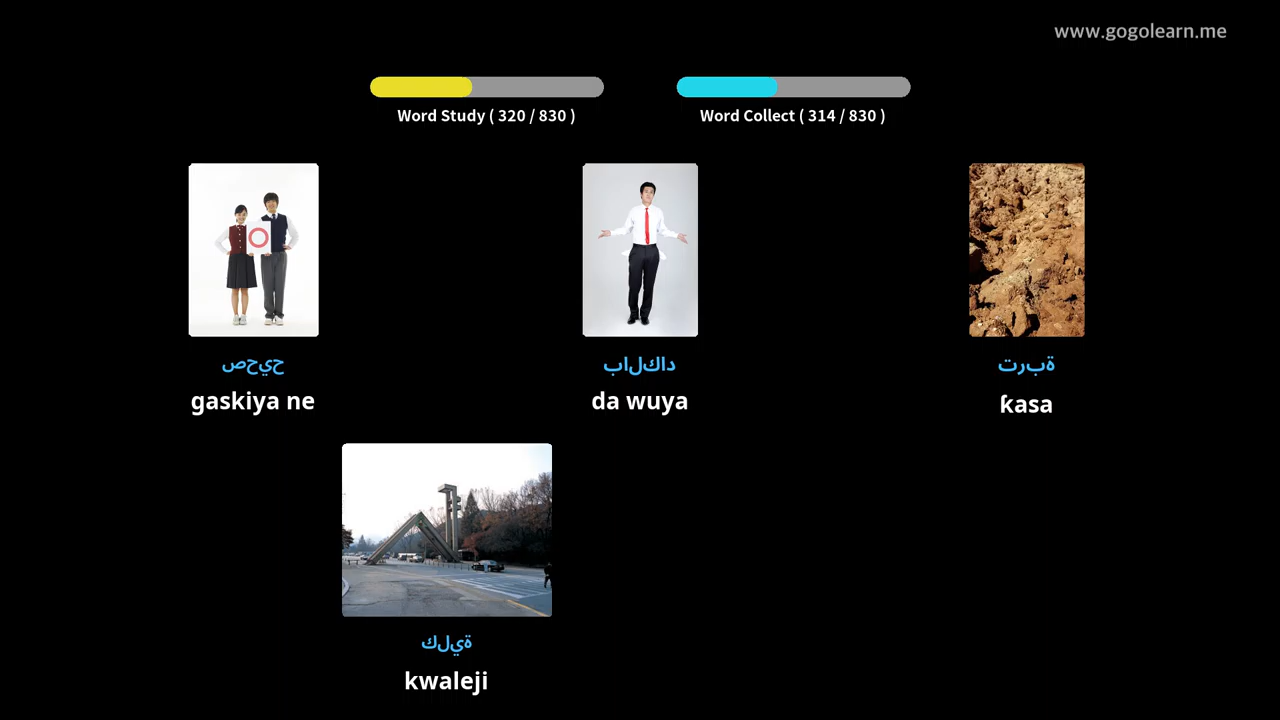 www.gogolearn.me
Word Study ( 320 / 830 )
Word Collect ( 314 / 830 )
صحيح
gaskiya ne
بالكاد
da wuya
تربة
ƙasa
كلية
kwaleji